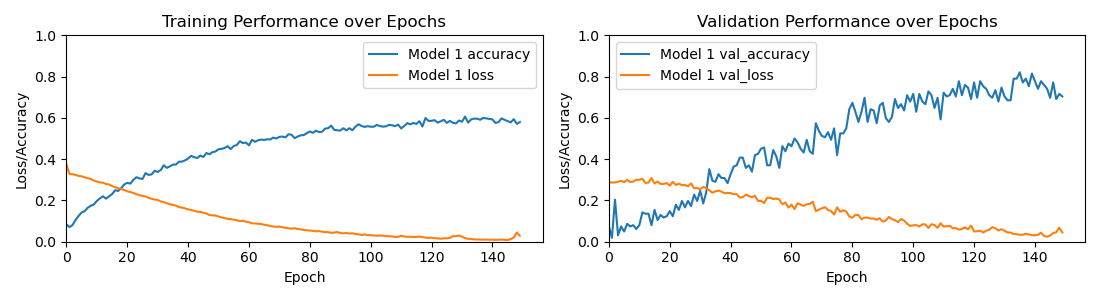 Training Performance over Epochs
1.0
0.8
0.6
0.4
0.2
0.0
Loss/Accuracy
Model 1 accuracy
Model 1 loss
0 20 40 60 80 100 120 140
Epoch
Validation Performance over Epochs
1.0
0.8
0.6
0.4
0.2
0.0
Loss/Accuracy
Model 1 val_accuracy
Model 1 val_loss
0 20 40 60 80 100 120 140
Epoch